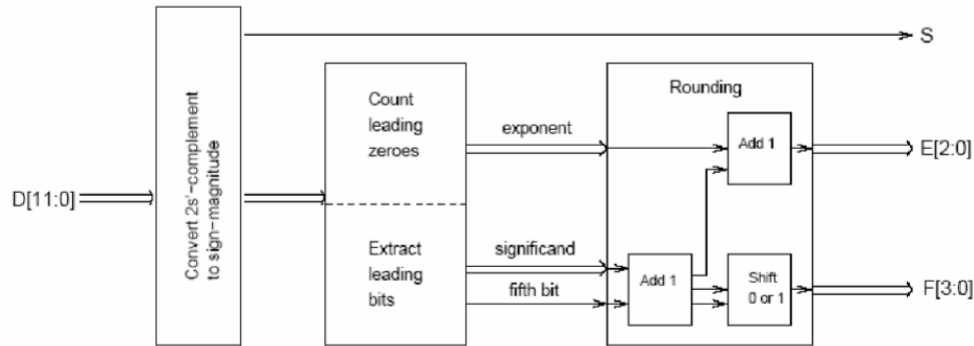 D[11:0]
Convert 2s'-complement
to sign-magnitude
Count
leading
zeroes
Extract
leading
bits
exponent
significand
fifth bit
Rounding
Add 1
Add 1
Shift
0 or 1
S
E[2:0]
F[3:0]